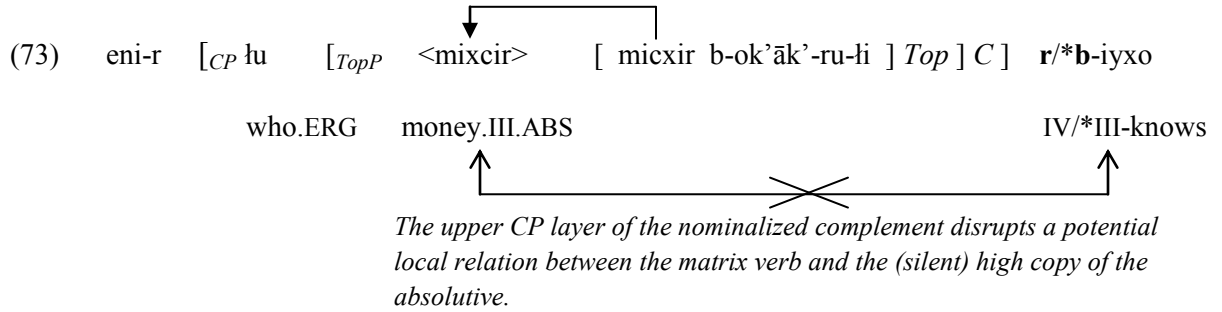 (73) eni-r [CP łu [TopP <mixcir> [ micxir b-ok’āk’-ru-łi ] Top ] C ] r/*b-iyxo
who.ERG money.III.ABS IV/*III-knows
The upper CP layer of the nominalized complement disrupts a potential
local relation between the matrix verb and the (silent) high copy of the
absolutive.